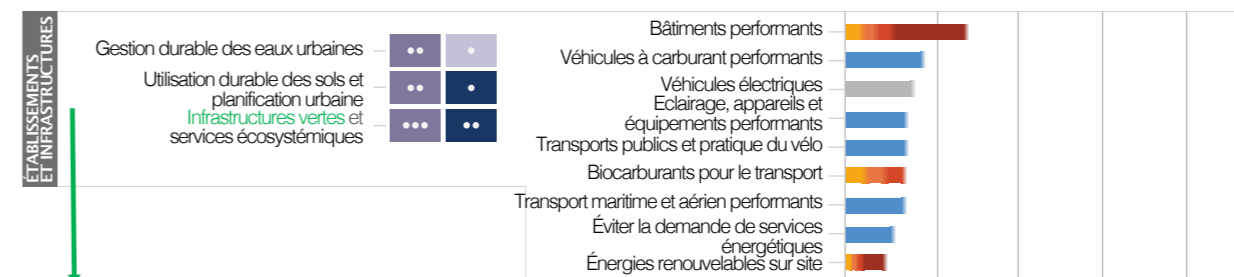 ÉTABLISSEMENTS
ET INFRASTRUCTURES
Gestion durable des eaux urbaines
Utilisation durable des sols et
planification urbaine
Infrastructures vertes et
services écosystémiques
Bâtiments performants
Véhicules à carburant performants
Véhicules électriques
Eclairage, appareils et
équipements performants
Transports publics et pratique du vélo
Biocarburants pour le transport
Transport maritime et aérien performants
Éviter la demande de services
énergétiques
Énergies renouvelables sur site